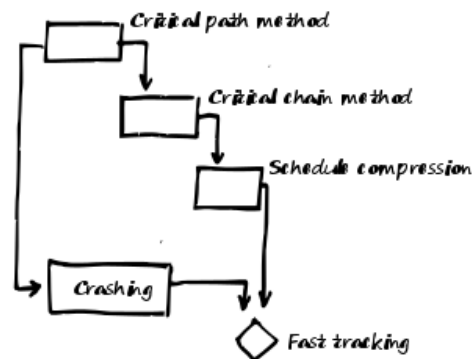 Critical path method
Critical chain method
Schedule compression
Crashing
Fast tracking